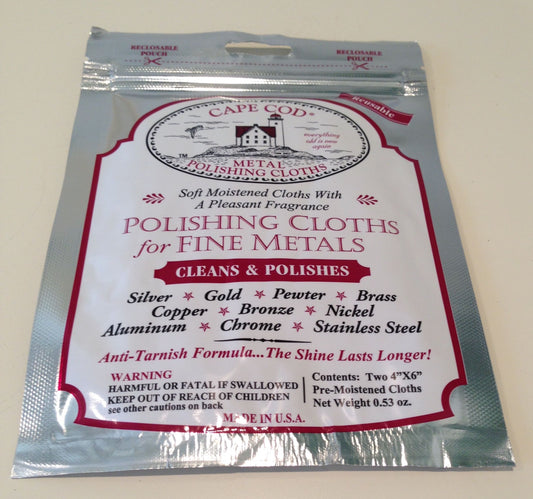 RECLOSABLE
POUCH
RECLOSABLE
POUCH
Reusable
CAPE COD®
everything
old is new
again
TM
METAL
POLISHING CLOTHS
Soft Moistened Cloths With
A Pleasant Fragrance
POLISHING CLOTHS
for FINE METALS
CLEANS & POLISHES
Silver ★ Gold ★ Pewter ★ Brass
Copper ★ Bronze ★ Nickel
Aluminum ★ Chrome ★ Stainless Steel
Anti-Tarnish Formula...The Shine Lasts Longer!
WARNING
HARMFUL OR FATAL IF SWALLOWED
KEEP OUT OF REACH OF CHILDREN
see other cautions on back
Contents: Two 4"X6"
Pre-Moistened Cloths
Net Weight 0.53 oz.
MADE IN U.S.A.